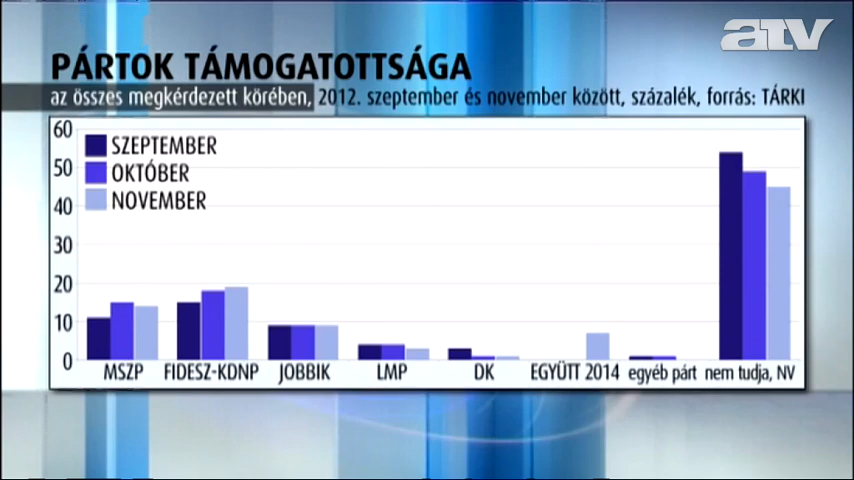 atv
PÁRTOK TÁMOGATOTTSÁGA
az összes megkérdezett körében, 2012. szeptember és november között, százalék, forrás: TÁRKI
60
50
40
30
20
10
0
SZEPTEMBER
OKTÓBER
NOVEMBER
MSZP FIDESZ-KDNP JOBBIK LMP DK EGYÜTT 2014 egyéb párt nem tudja, NV